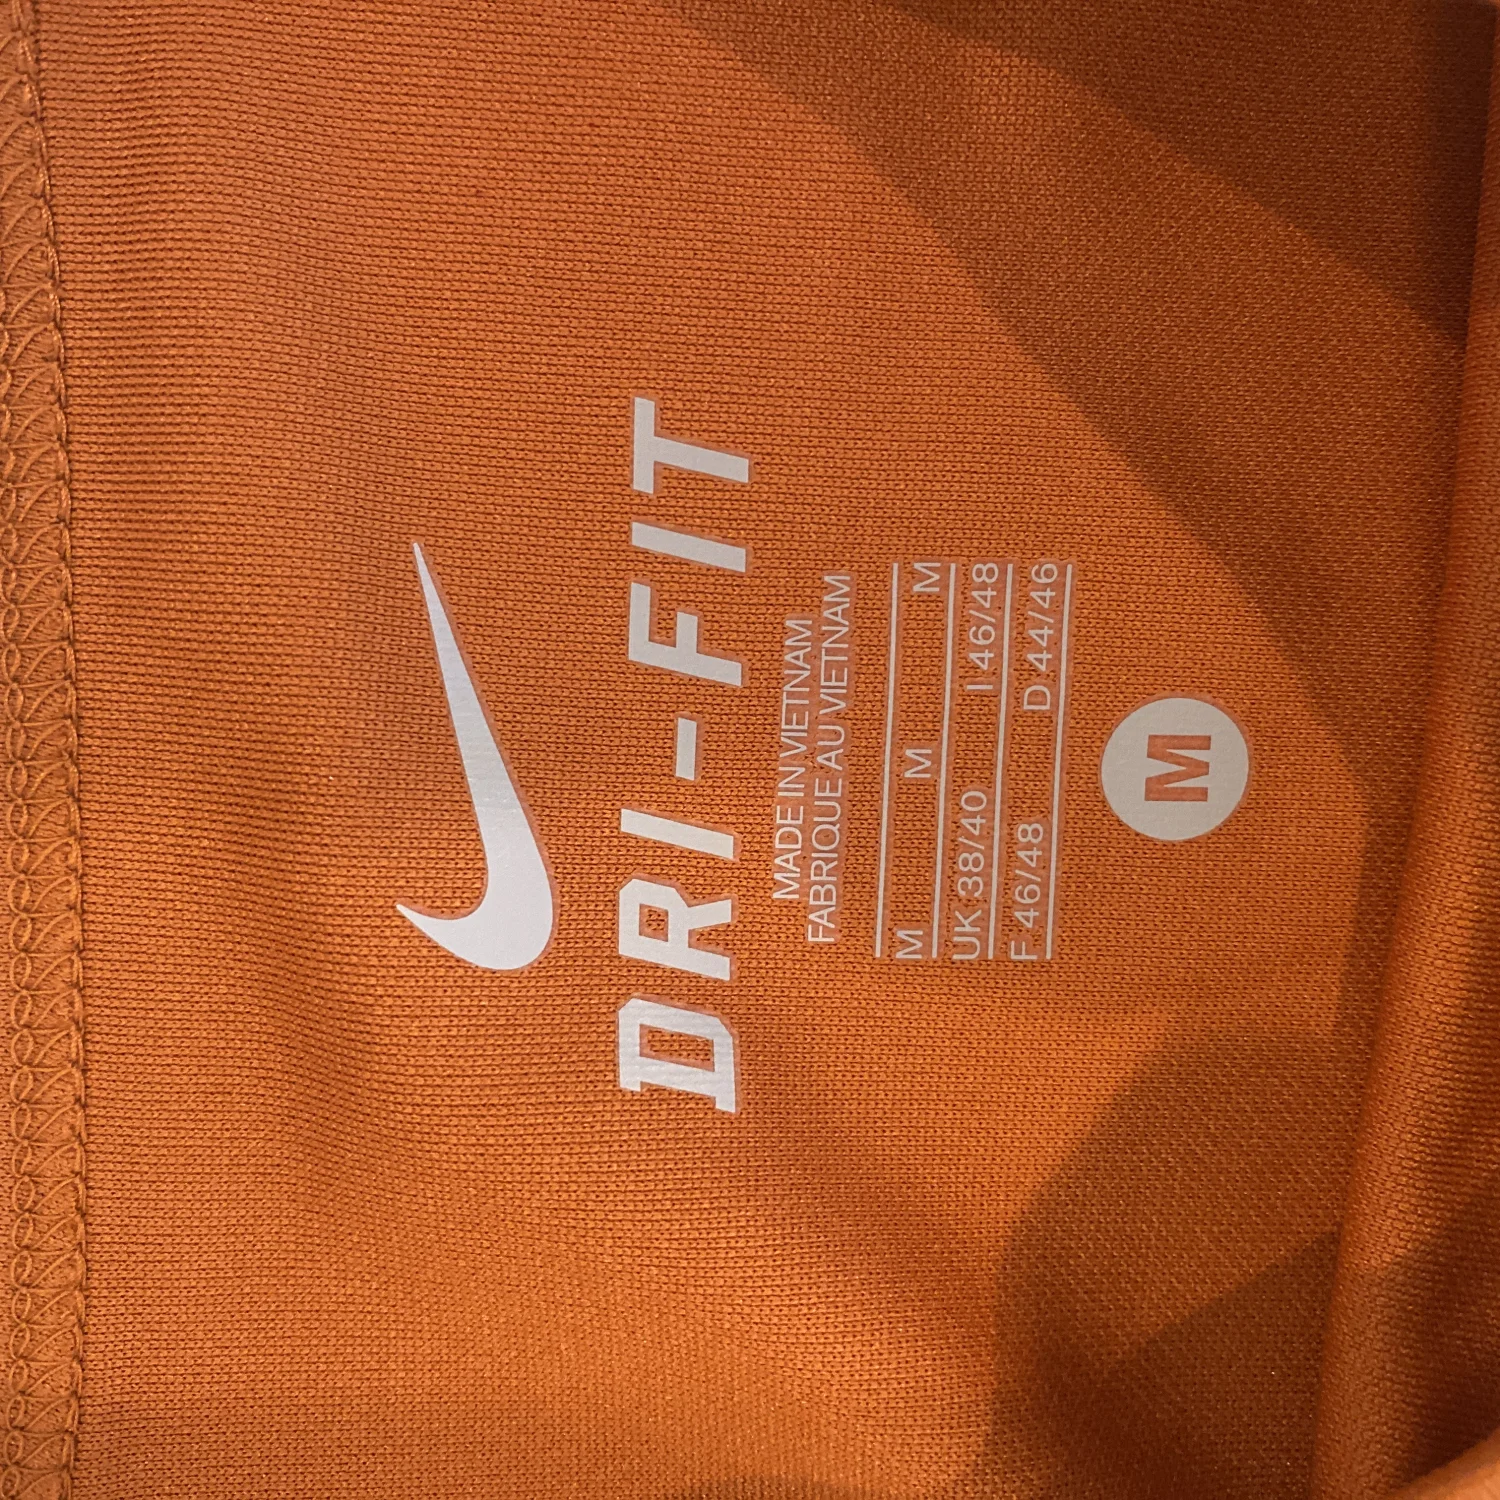 DRI-FIT
MADE IN VIETNAM
FABRIQUE AU VIETNAM
M M M
UK 38/40 I 46/48
F 46/48 D 44/46
M